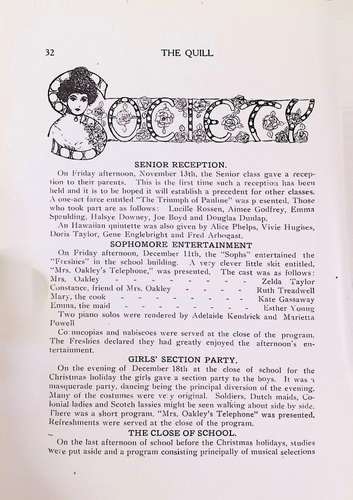 32 THE QUILL
SOCIETY
SENIOR RECEPTION.
On Friday afternoon, November 13th, the Senior class gave a recep-
tion to their parents. This is the first time such a reception has been
held and it is to be hoped it will establish a precedent for other classes.
A one-act farce entitled "The Triumph of Pauline" was p esented. Those
who took part are as follows: Lucille Rossen, Aimee Godfrey, Emma
Speulding, Halsye Downey, Joe Boyd and Douglas Dunlap.
An Hawaiian quintette was also given by Alice Phelps, Vivie Hughes,
Doris Taylor, Gene Englebright and Fred Arbogast.
SOPHOMORE ENTERTAINMENT
On Friday afternoon, December 11th, the "Sophs" entertained the
"Freshies" in the school building. A very clever little skit entitled,
"Mrs. Oakley's Telephone," was presented. The cast was as follows:
Mrs. Oakley - - - - - - Zelda Taylor
Constance, friend of Mrs. Oakley - - - - Ruth Treadwell
Mary, the cook - - - - - - Kate Gassaway
Emma, the maid - - - - - - Esther Young
Two piano solos were rendered by Adelaide Kendrick and Marietta
Powell
Co nucopias and nabiscoes were served at the close of the program.
The Freshies declared they had greatly enjoyed the afternoon's en-
tertainment.
GIRLS' SECTION PARTY.
On the evening of December 18th at the close of school for the
Christmas holiday the girls gave a section party to the boys. It was a
masquerade party, dancing being the principal diversion of the evening.
Many of the costumes were very original. Soldiers, Dutch maids, Co-
lonial ladies and Scotch lassies might be seen walking about side by side.
There was a short program. "Mrs. Oakley's Telephone" was presented.
Refreshments were served at the close of the program.
THE CLOSE OF SCHOOL.
On the last afternoon of school before the Christmas holidays, studies
were put aside and a program consisting principally of musical selections